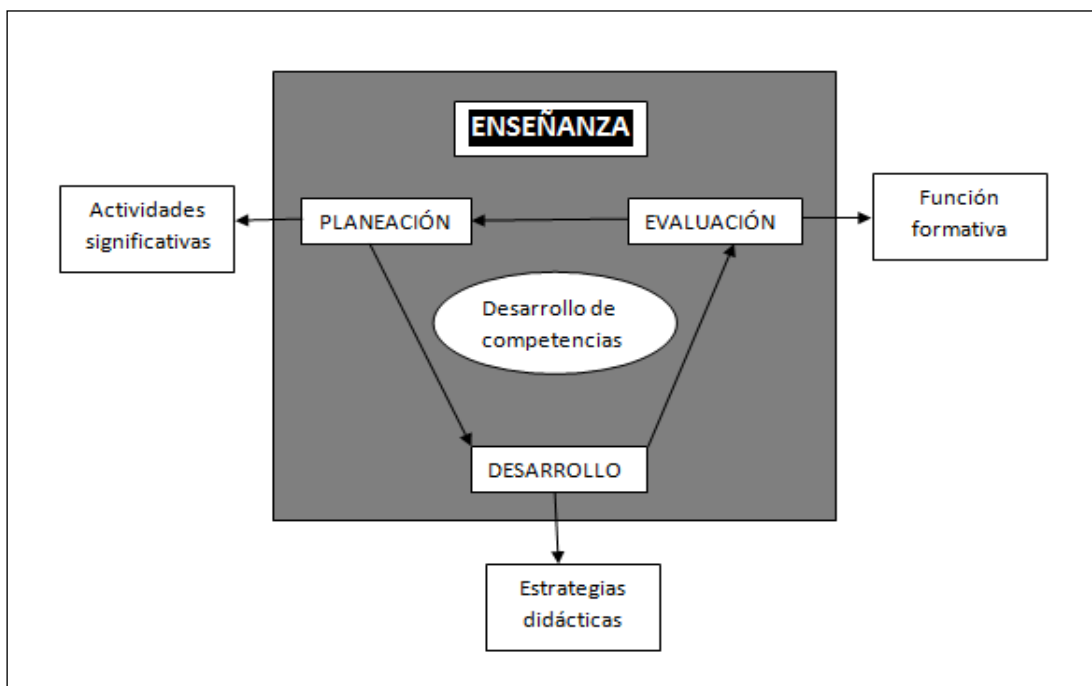 ENSEÑANZA
Actividades
significativas
PLANEACIÓN
EVALUACIÓN
Función
formativa
Desarrollo de
competencias
DESARROLLO
Estrategias
didácticas